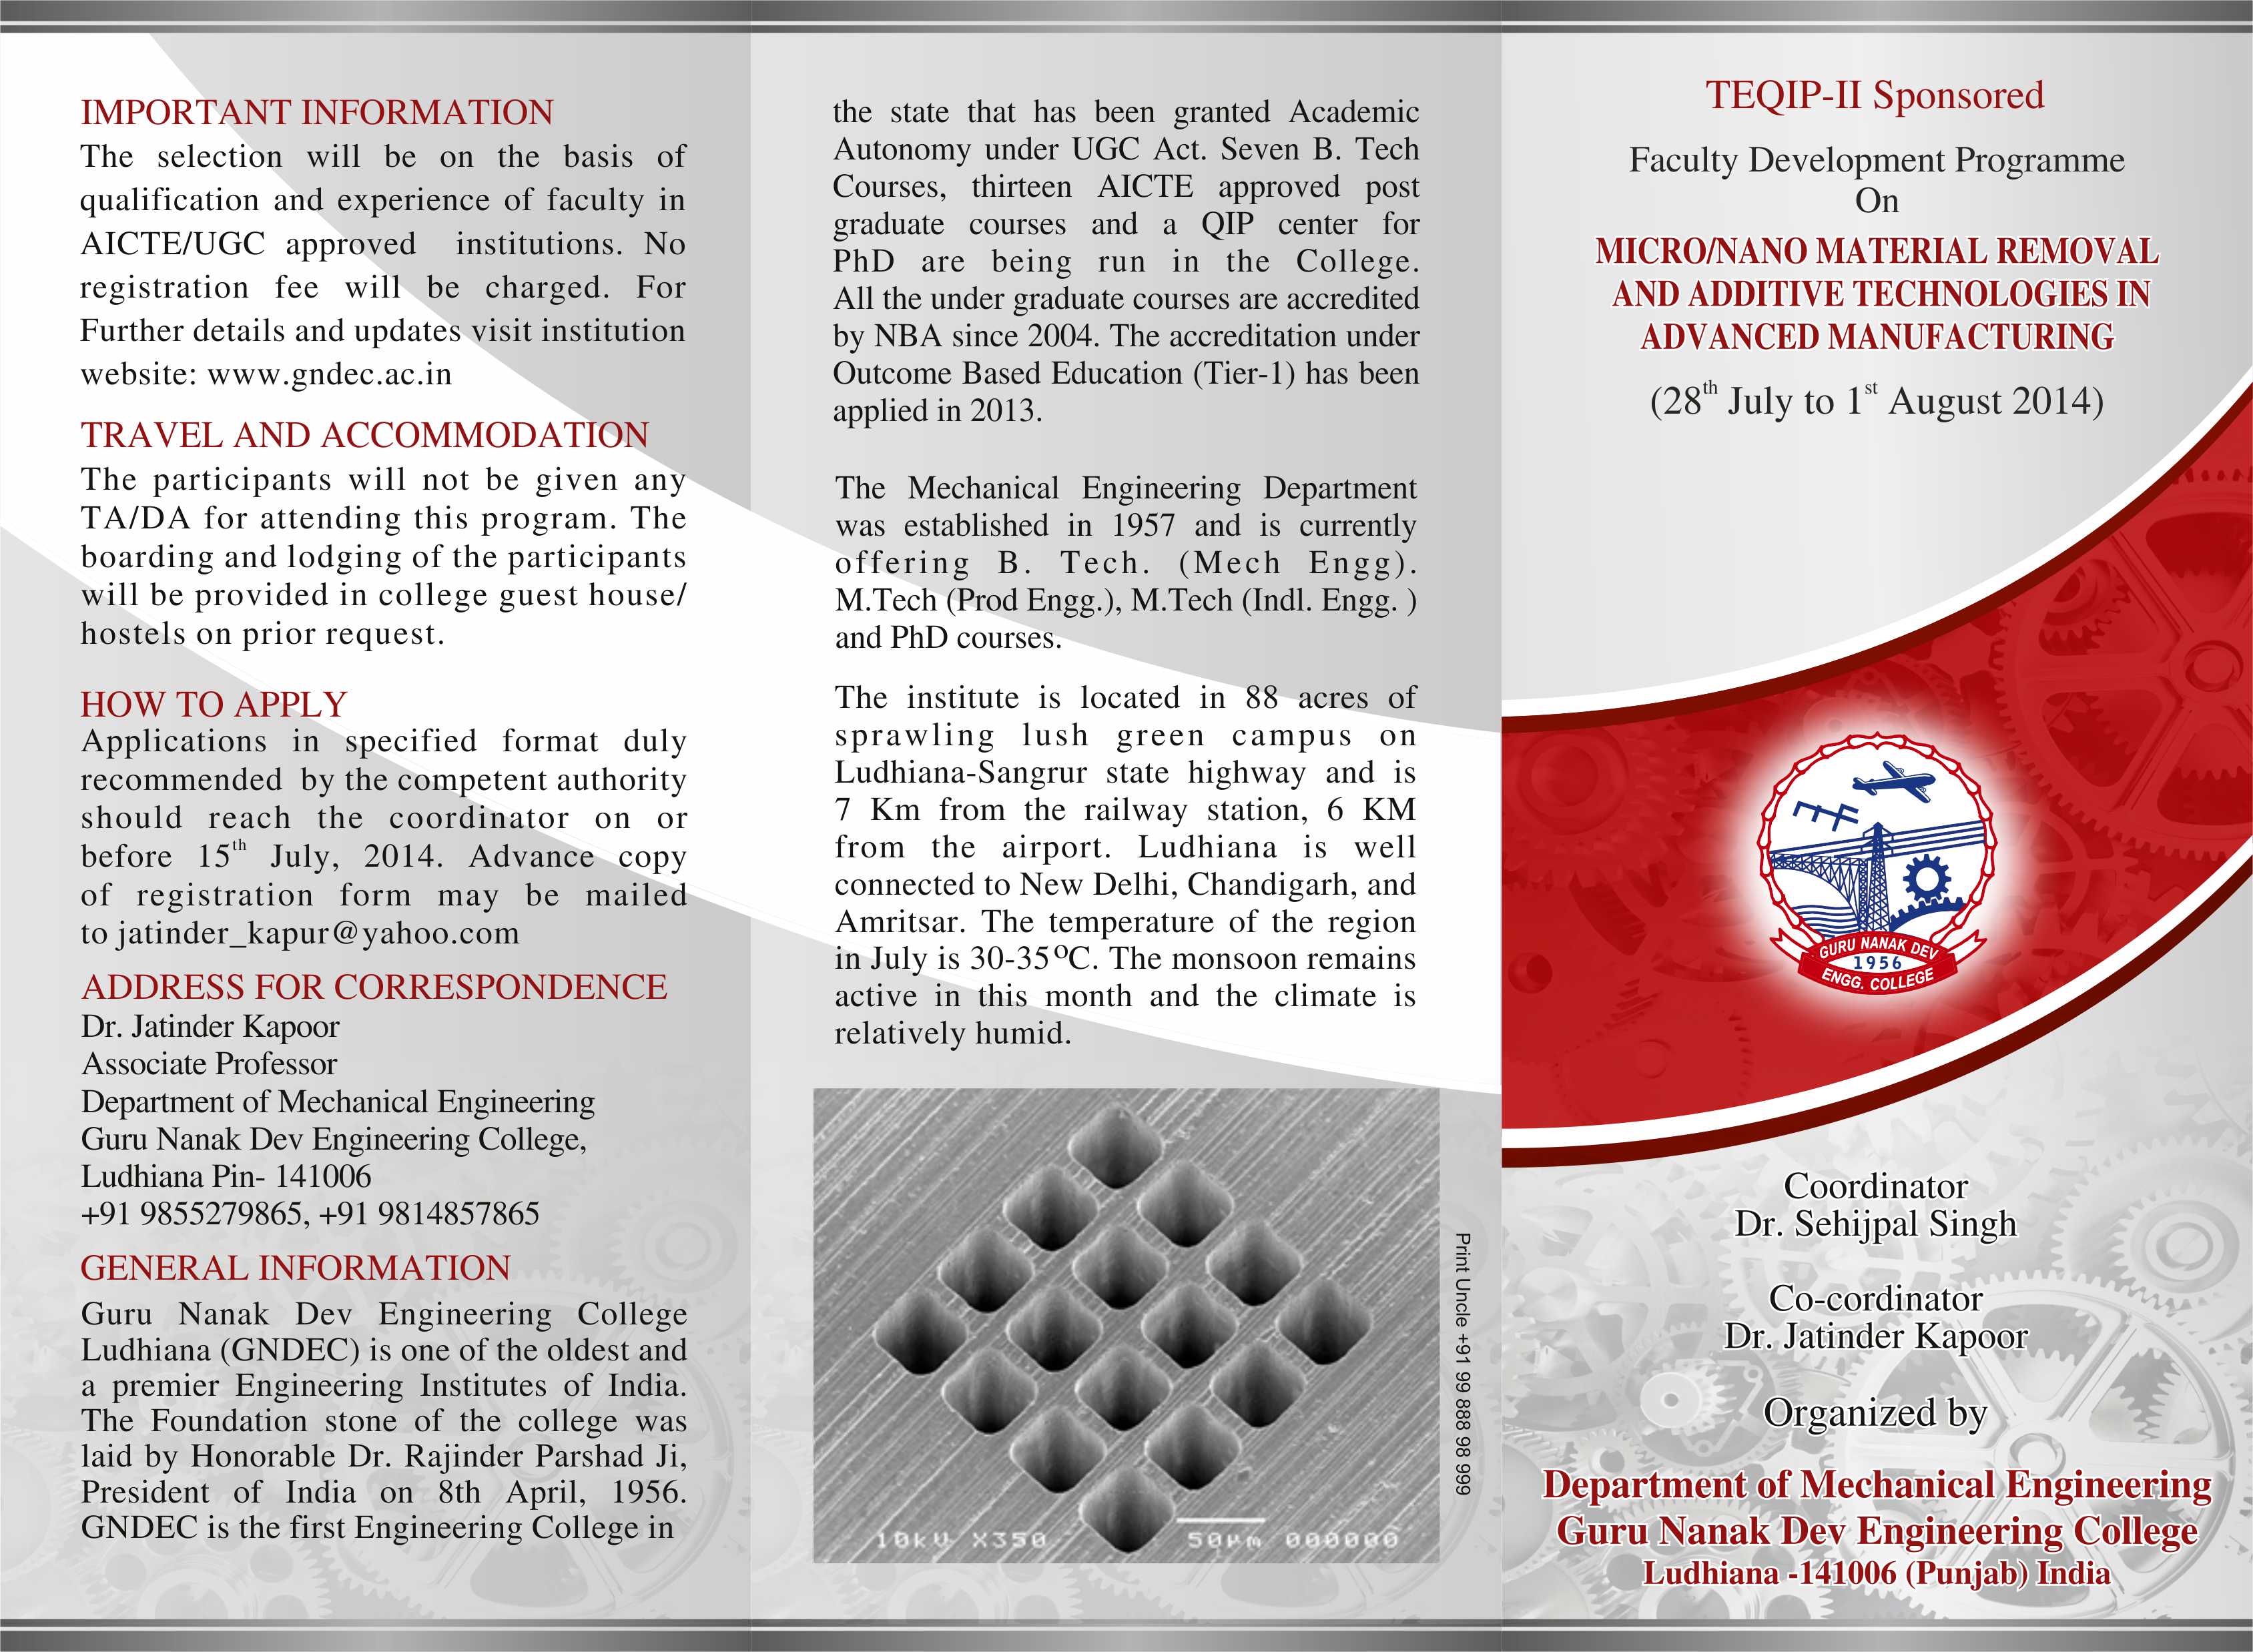 IMPORTANT INFORMATION
The selection will be on the basis of
qualification and experience of faculty in
AICTE/UGC approved institutions. No
registration fee will be charged. For
Further details and updates visit institution
website: www.gndec.ac.in
TRAVEL AND ACCOMMODATION
The participants will not be given any
TA/DA for attending this program. The
boarding and lodging of the participants
will be provided in college guest house/
hostels on prior request.
HOW TO APPLY
Applications in specified format duly
recommended by the competent authority
should reach the coordinator on or
before 15th July, 2014. Advance copy
of registration form may be mailed
to jatinder_kapur@yahoo.com
ADDRESS FOR CORRESPONDENCE
Dr. Jatinder Kapoor
Associate Professor
Department of Mechanical Engineering
Guru Nanak Dev Engineering College,
Ludhiana Pin- 141006
+91 9855279865, +91 9814857865
GENERAL INFORMATION
Guru Nanak Dev Engineering College
Ludhiana (GNDEC) is one of the oldest and
a premier Engineering Institutes of India.
The Foundation stone of the college was
laid by Honorable Dr. Rajinder Parshad Ji,
President of India on 8th April, 1956.
GNDEC is the first Engineering College in
the state that has been granted Academic
Autonomy under UGC Act. Seven B. Tech
Courses, thirteen AICTE approved post
graduate courses and a QIP center for
PhD are being run in the College.
All the under graduate courses are accredited
by NBA since 2004. The accreditation under
Outcome Based Education (Tier-1) has been
applied in 2013.
The Mechanical Engineering Department
was established in 1957 and is currently
offering B. Tech. (Mech Engg).
M.Tech (Prod Engg.), M.Tech (Indl. Engg. )
and PhD courses.
The institute is located in 88 acres of
sprawling lush green campus on
Ludhiana-Sangrur state highway and is
7 Km from the railway station, 6 KM
from the airport. Ludhiana is well
connected to New Delhi, Chandigarh, and
Amritsar. The temperature of the region
in July is 30-35ºC. The monsoon remains
active in this month and the climate is
relatively humid.
10kV X350 50µm 000000
Print Uncle +91 99 888 98 999
TEQIP-II Sponsored
Faculty Development Programme
On
MICRO/NANO MATERIAL REMOVAL
AND ADDITIVE TECHNOLOGIES IN
ADVANCED MANUFACTURING
(28th July to 1st August 2014)
GURU NANAK DEV
1956
ENGG. COLLEGE
Coordinator
Dr. Sehijpal Singh
Co-cordinator
Dr. Jatinder Kapoor
Organized by
Department of Mechanical Engineering
Guru Nanak Dev Engineering College
Ludhiana -141006 (Punjab) India